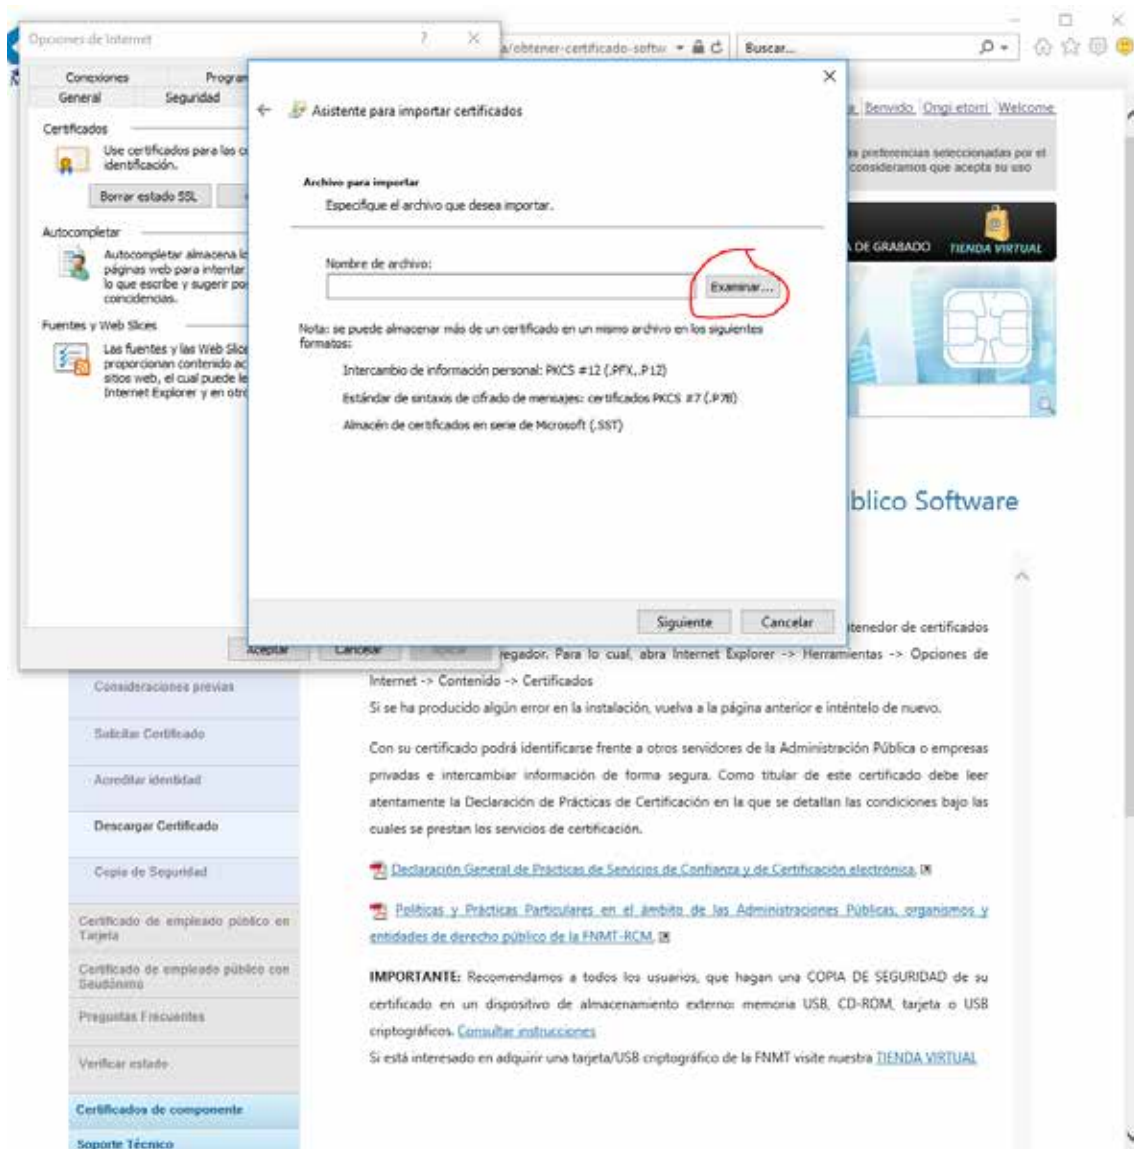 Opciones de Internet
? X
a/obtener-certificado-softw
Buscar...
Conexiones
General Seguridad
Certificados
identificación.
Borrar estado SSL
Autocompletar
Autocompletar almacena
páginas web para intentar
lo que escribe y sugerir
coincidencias.
Fuentes y Web Slices
Las fuentes y las Web
proporcionan contenido
sitios web, el cual puede
Internet Explorer y en
Asistente para importar certificados
Archivo para importar
Especifique el archivo que desea importar.
Nombre de archivo:
Examinar...
Nota: se puede almacenar más de un certificado en un mismo archivo en los siguientes
formatos:
Intercambio de información personal: PKCS #12 (.PFX,.P12)
Estándar de sintaxis de cifrado de mensajes: certificados PKCS #7 (.P7B)
Almacén de certificados en serie de Microsoft (.SST)
Siguiente Cancelar
Aceptar Cancelar Aplicar
Benvido Ongi etorri Welcome
preferencias seleccionadas por el
consideramos que acepta su uso
DE GRABADO TIENDA VIRTUAL
blico Software
de certificados
Para lo cual, abra Internet Explorer -> Herramientas -> Opciones de
Internet -> Contenido -> Certificados
Si se ha producido algún error en la instalación, vuelva a la página anterior e inténtelo de nuevo.
Con su certificado podrá identificarse frente a otros servidores de la Administración Pública o empresas
privadas e intercambiar información de forma segura. Como titular de este certificado debe leer
atentamente la Declaración de Prácticas de Certificación en la que se detallan las condiciones bajo las
cuales se prestan los servicios de certificación.
Declaración General de Prácticas de Servicios de Confianza y de Certificación electrónica.
Políticas y Prácticas Particulares en el ámbito de las Administraciones Públicas, organismos y
entidades de derecho público de la FNMT-RCM.
IMPORTANTE: Recomendamos a todos los usuarios, que hagan una COPIA DE SEGURIDAD de su
certificado en un dispositivo de almacenamiento externo: memoria USB, CD-ROM, tarjeta o USB
criptográficos. Consultar instrucciones
Si está interesado en adquirir una tarjeta/USB criptográfico de la FNMT visite nuestra TIENDA VIRTUAL
Consideraciones previas
Solicitar Certificado
Acreditar identidad
Descargar Certificado
Copia de Seguridad
Certificado de empleado público en
Tarjeta
Certificado de empleado público con
Seudónimo
Preguntas Frecuentes
Verificar estado
Certificados de componente
Soporte Técnico